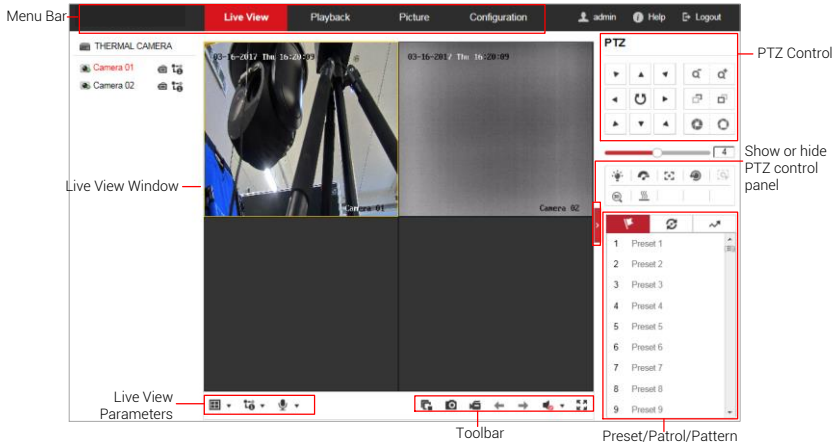 Menu Bar
Live View Playback Picture Configuration admin Help Logout
THERMAL CAMERA
Camera 01
Camera 02
03-16-2017 Thu 16:20:09
Camera 01
03-16-2017 Thu 16:20:09
Camera 02
PTZ
4
PTZ Control
Show or hide
PTZ control
panel
Live View Window
1 Preset 1
2 Preset 2
3 Preset 3
4 Preset 4
5 Preset 5
6 Preset 6
7 Preset 7
8 Preset 8
9 Preset 9
Live View
Parameters
Toolbar
Preset/Patrol/Pattern